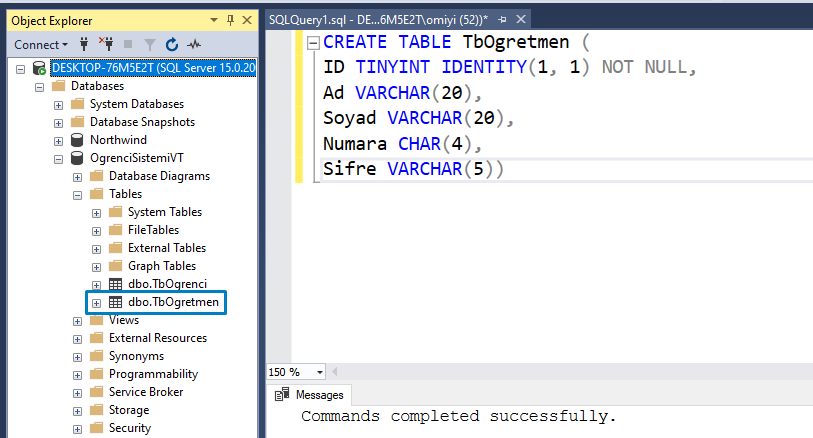 Object Explorer
Connect
DESKTOP-76M5E2T (SQL Server 15.0.20
Databases
System Databases
Database Snapshots
Northwind
OgrenciSistemiVT
Database Diagrams
Tables
System Tables
FileTables
External Tables
Graph Tables
dbo.TbOgrenci
dbo.TbOgretmen
Views
External Resources
Synonyms
Programmability
Service Broker
Storage
Security
SQLQuery1.sql - DE...6M5E2T\omiyi (52))*
CREATE TABLE TbOgretmen (
ID TINYINT IDENTITY(1, 1) NOT NULL,
Ad VARCHAR(20),
Soyad VARCHAR(20),
Numara CHAR(4),
Sifre VARCHAR(5))
150 %
Messages
Commands completed successfully.